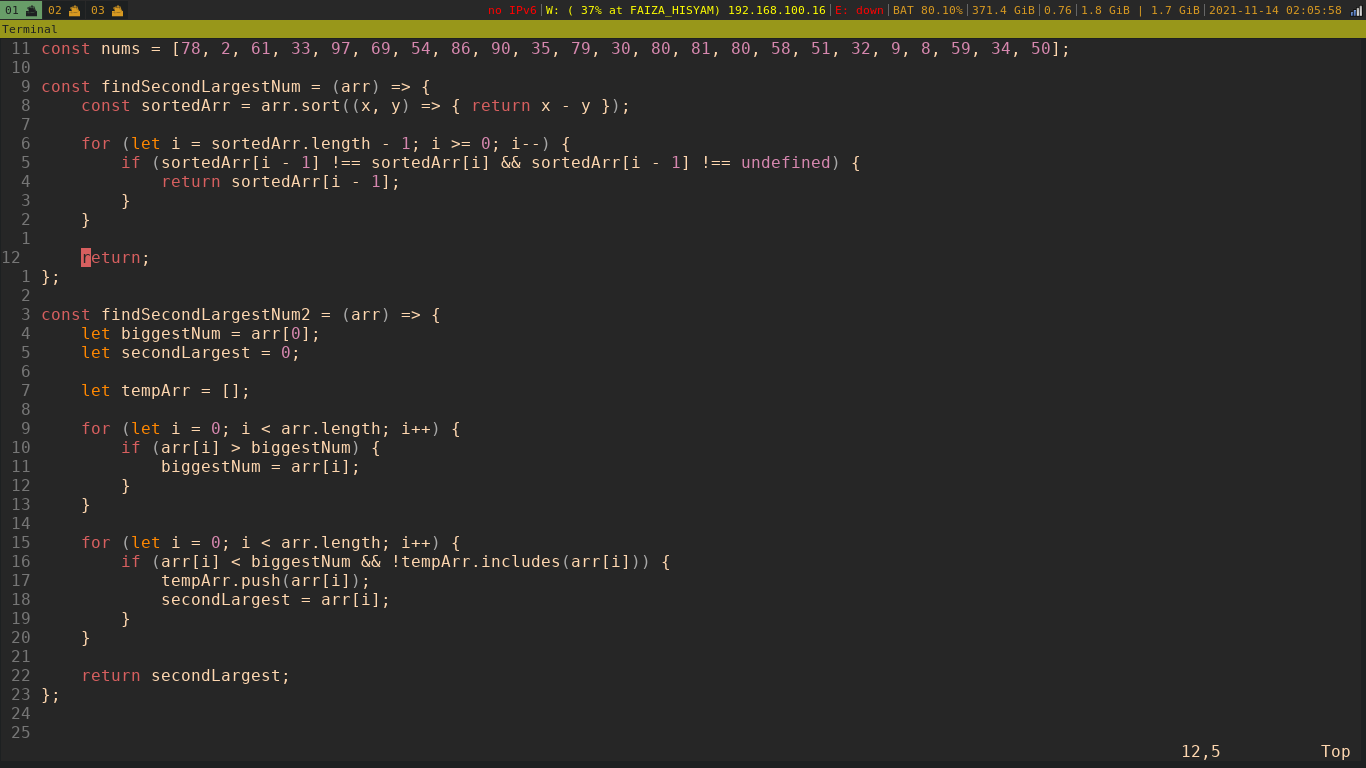 01 02 03 no IPv6|W: ( 37% at FAIZA_HISYAM) 192.168.100.16|E: down|BAT 80.10%|371.4 GiB|0.76|1.8 GiB | 1.7 GiB|2021-11-14 02:05:58
Terminal
11 const nums = [78, 2, 61, 33, 97, 69, 54, 86, 90, 35, 79, 30, 80, 81, 80, 58, 51, 32, 9, 8, 59, 34, 50];
10
9 const findSecondLargestNum = (arr) => {
8     const sortedArr = arr.sort((x, y) => { return x - y });
7
6     for (let i = sortedArr.length - 1; i >= 0; i--) {
5         if (sortedArr[i - 1] !== sortedArr[i] && sortedArr[i - 1] !== undefined) {
4             return sortedArr[i - 1];
3         }
2     }
1
12     return;
1 };
2
3 const findSecondLargestNum2 = (arr) => {
4     let biggestNum = arr[0];
5     let secondLargest = 0;
6
7     let tempArr = [];
8
9     for (let i = 0; i < arr.length; i++) {
10         if (arr[i] > biggestNum) {
11             biggestNum = arr[i];
12         }
13     }
14
15     for (let i = 0; i < arr.length; i++) {
16         if (arr[i] < biggestNum && !tempArr.includes(arr[i])) {
17             tempArr.push(arr[i]);
18             secondLargest = arr[i];
19         }
20     }
21
22     return secondLargest;
23 };
24
25
12,5 Top